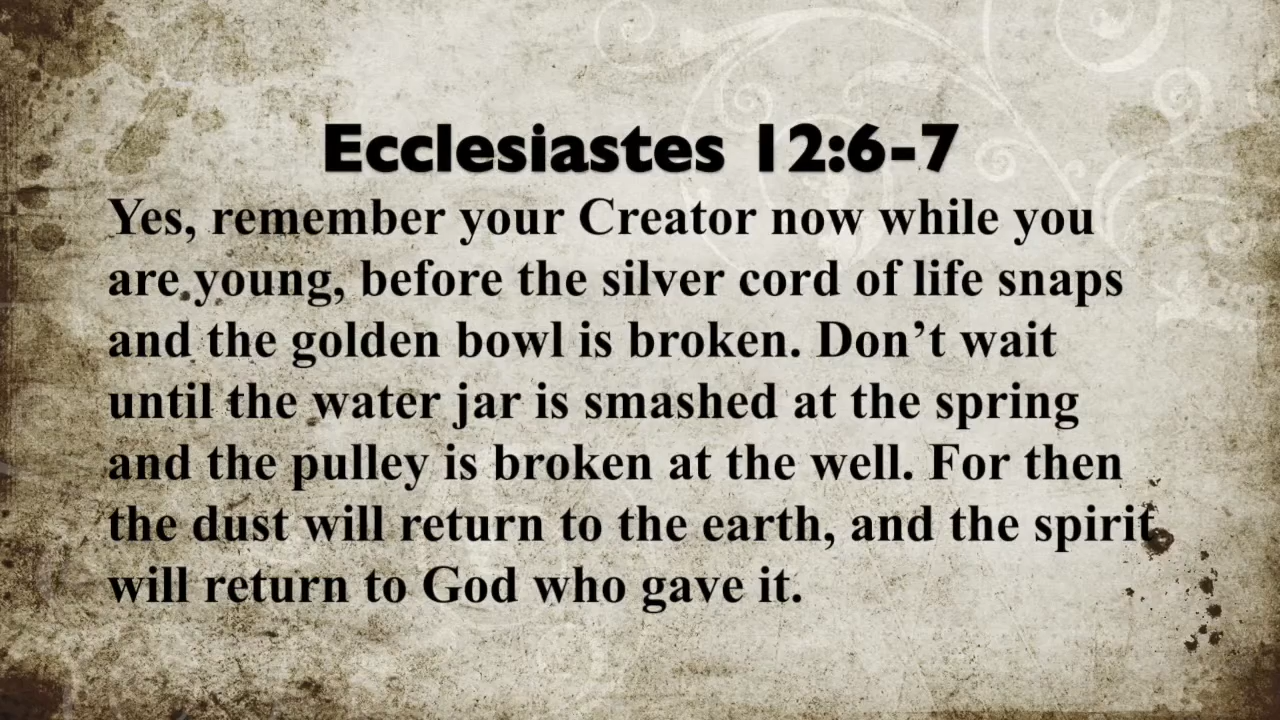 Ecclesiastes 12:6-7
Yes, remember your Creator now while you
are young, before the silver cord of life snaps
and the golden bowl is broken. Don’t wait
until the water jar is smashed at the spring
and the pulley is broken at the well. For then
the dust will return to the earth, and the spirit
will return to God who gave it.